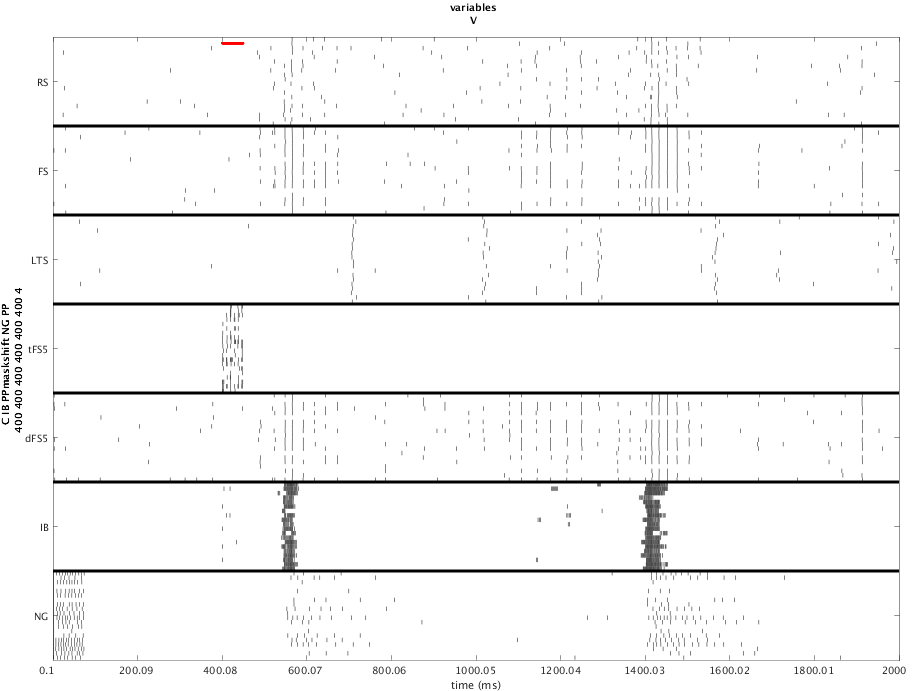 variables
V
RS
FS
LTS
tFS5
dFS5
IB
NG
C IB PPmaskshift NG PP
400 400 400 400 400 400 4
0.1 200.09 400.08 600.07 800.06 1000.05 1200.04 1400.03 1600.02 1800.01 2000
time (ms)